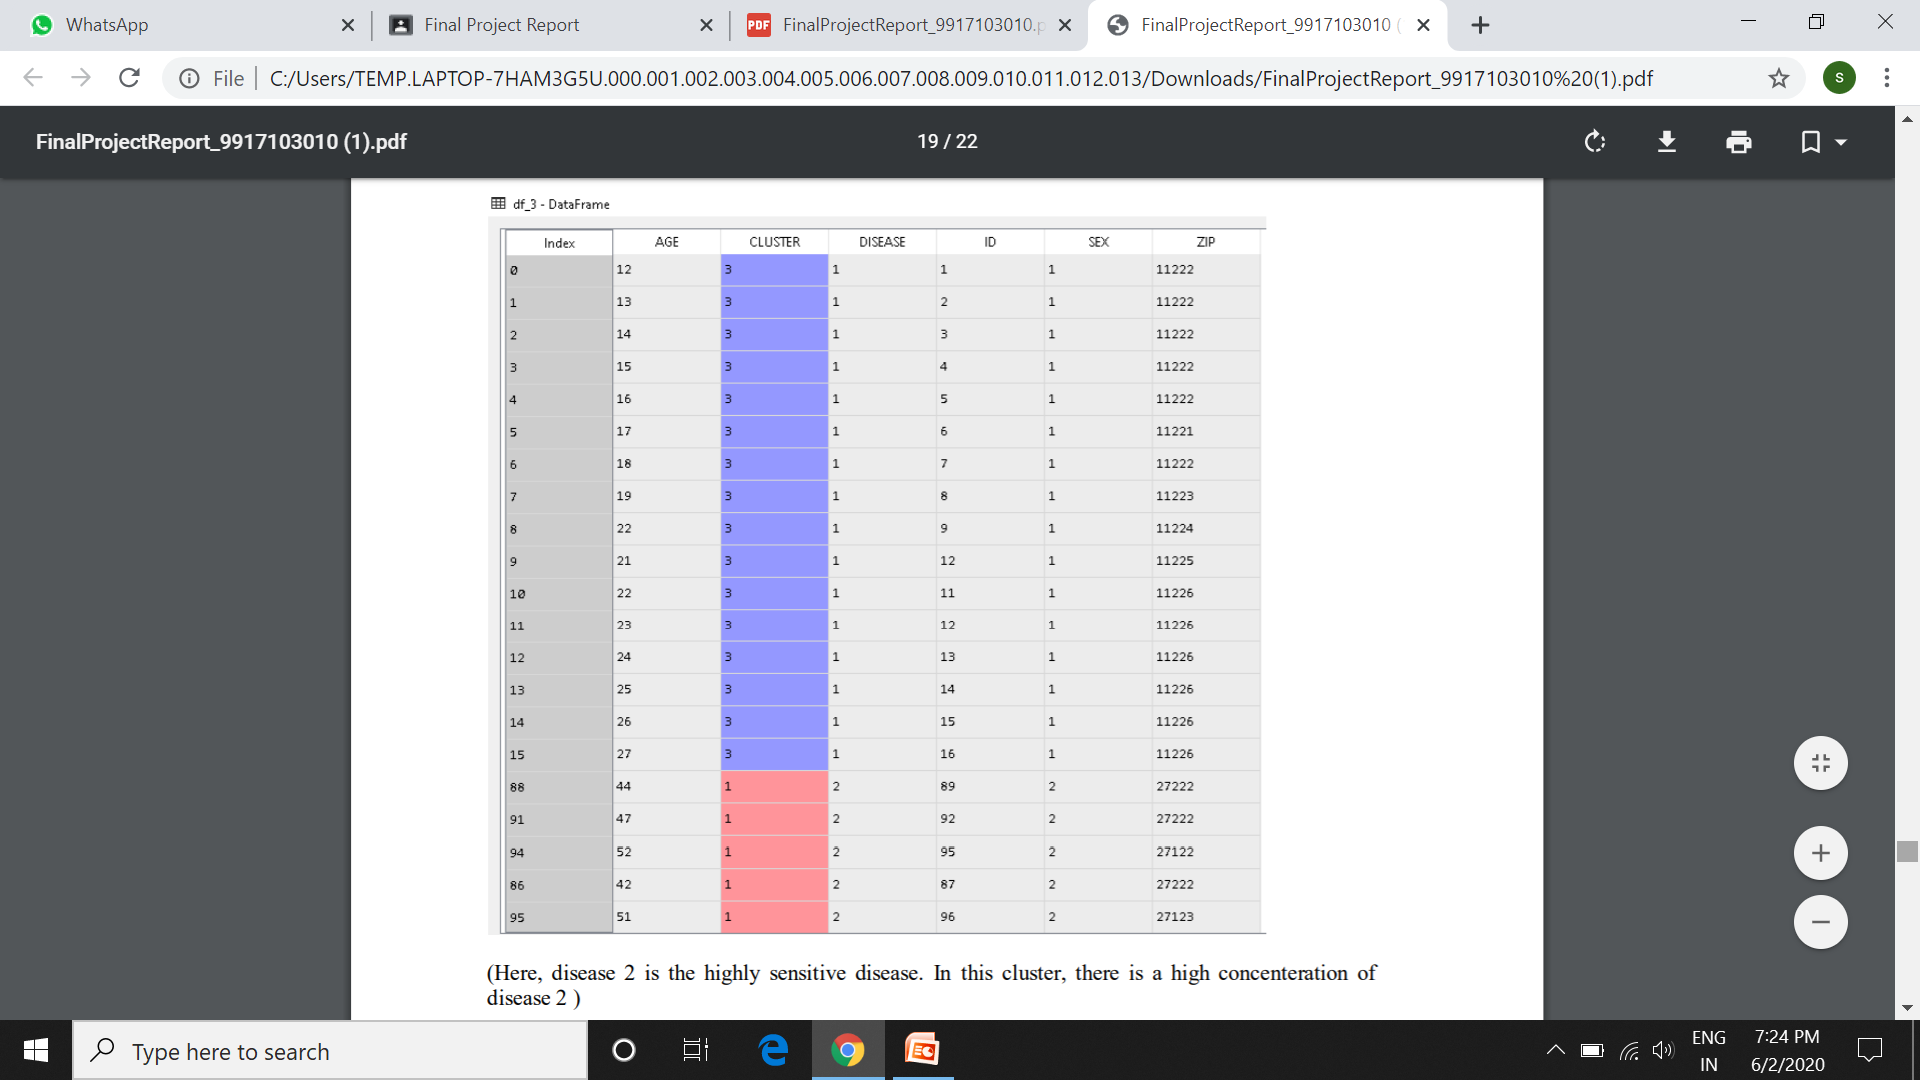 WhatsApp
Final Project Report
PDF FinalProjectReport_9917103010.p
FinalProjectReport_9917103010 (
File C:/Users/TEMP.LAPTOP-7HAM3G5U.000.001.002.003.004.005.006.007.008.009.010.011.012.013/Downloads/FinalProjectReport_9917103010%20(1).pdf
S
FinalProjectReport_9917103010 (1).pdf
19 / 22
df_3 - DataFrame
Index AGE CLUSTER DISEASE ID SEX ZIP
0 12 3 1 1 1 11222
1 13 3 1 2 1 11222
2 14 3 1 3 1 11222
3 15 3 1 4 1 11222
4 16 3 1 5 1 11222
5 17 3 1 6 1 11221
6 18 3 1 7 1 11222
7 19 3 1 8 1 11223
8 22 3 1 9 1 11224
9 21 3 1 12 1 11225
10 22 3 1 11 1 11226
11 23 3 1 12 1 11226
12 24 3 1 13 1 11226
13 25 3 1 14 1 11226
14 26 3 1 15 1 11226
15 27 3 1 16 1 11226
88 44 1 2 89 2 27222
91 47 1 2 92 2 27222
94 52 1 2 95 2 27122
86 42 1 2 87 2 27222
95 51 1 2 96 2 27123
(Here, disease 2 is the highly sensitive disease. In this cluster, there is a high concenteration of
disease 2 )
Type here to search
ENG
IN
7:24 PM
6/2/2020